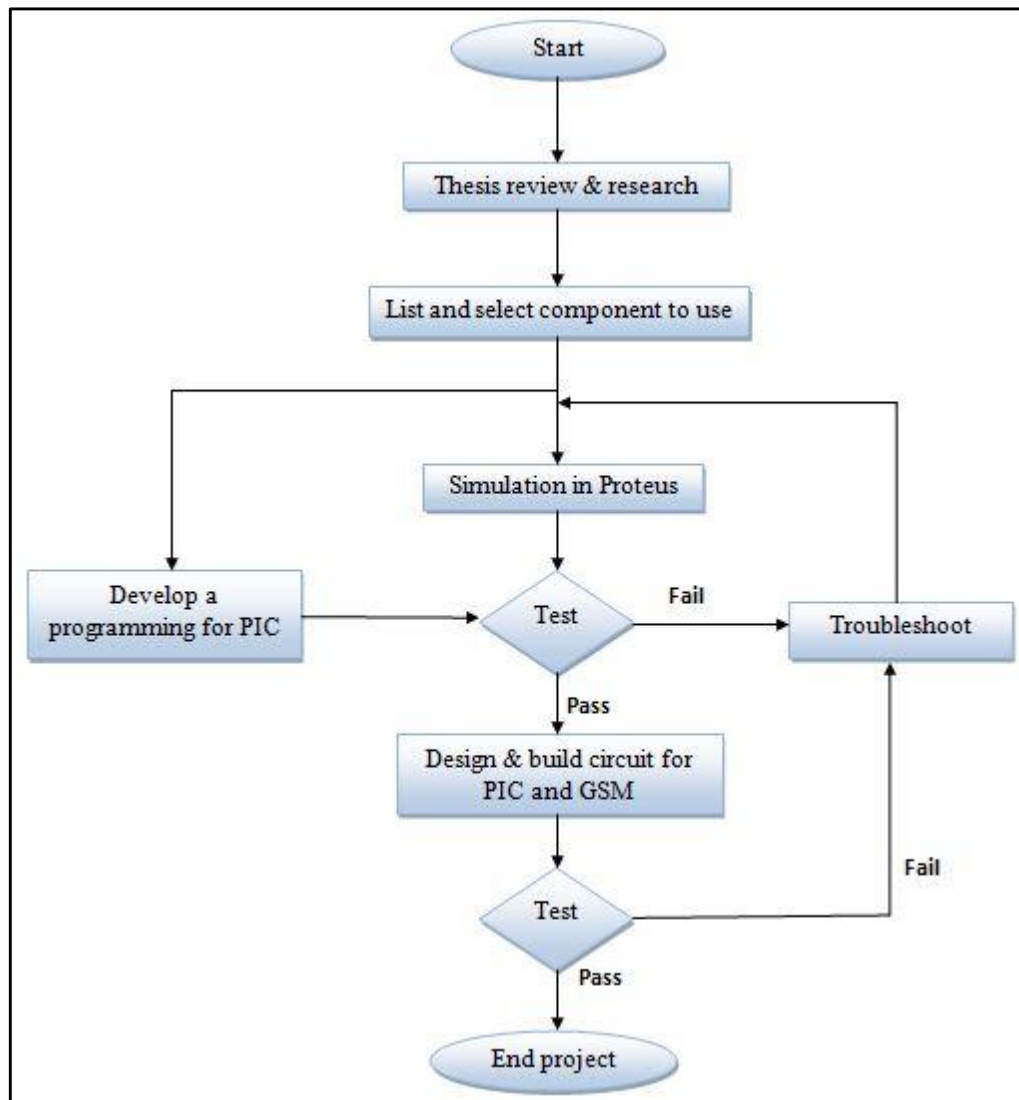 Start
Thesis review & research
List and select component to use
Simulation in Proteus
Develop a
programming for PIC
Test
Fail
Troubleshoot
Pass
Design & build circuit for
PIC and GSM
Fail
Test
Pass
End project